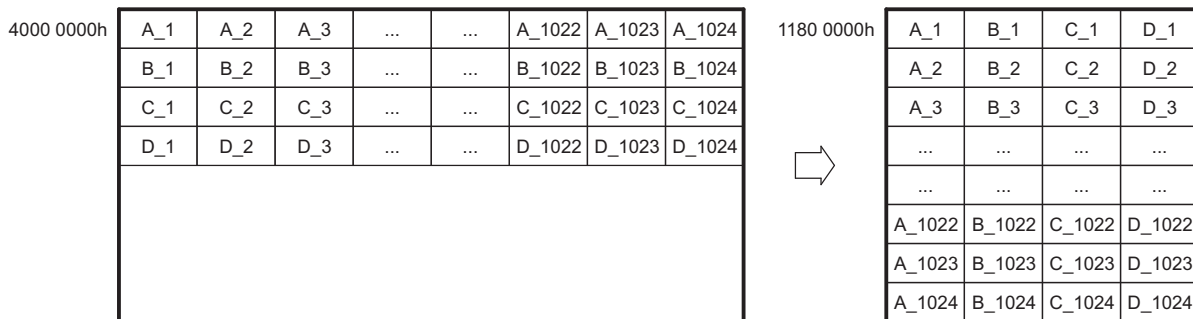 4000 0000h A_1 A_2 A_3 ... ... A_1022 A_1023 A_1024
B_1 B_2 B_3 ... ... B_1022 B_1023 B_1024
C_1 C_2 C_3 ... ... C_1022 C_1023 C_1024
D_1 D_2 D_3 ... ... D_1022 D_1023 D_1024
1180 0000h A_1 B_1 C_1 D_1
A_2 B_2 C_2 D_2
A_3 B_3 C_3 D_3
... ... ... ...
... ... ... ...
A_1022 B_1022 C_1022 D_1022
A_1023 B_1023 C_1023 D_1023
A_1024 B_1024 C_1024 D_1024